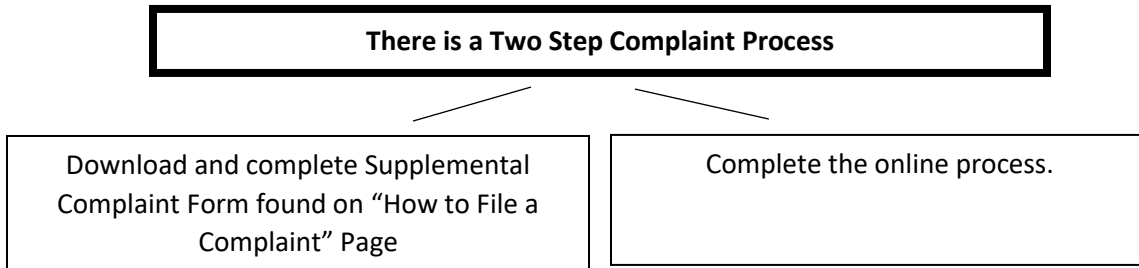 There is a Two Step Complaint Process
Download and complete Supplemental
Complaint Form found on “How to File a
Complaint” Page
Complete the online process.